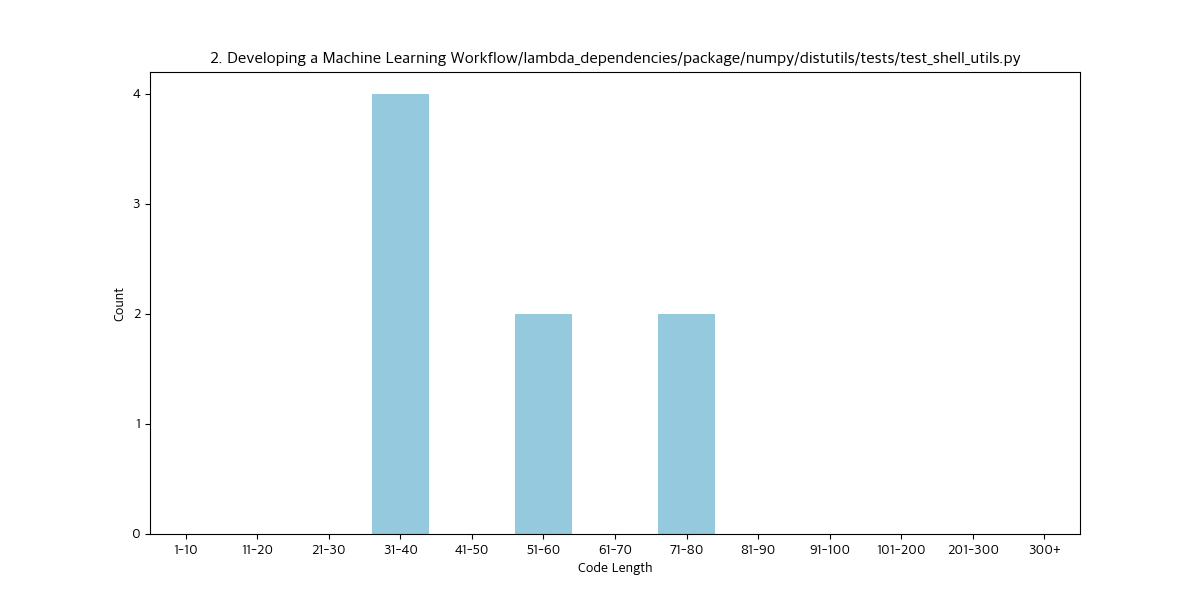 2. Developing a Machine Learning Workflow/lambda_dependencies/package/numpy/distutils/tests/test_shell_utils.py
4
3
2
1
0
Count
1-10 11-20 21-30 31-40 41-50 51-60 61-70 71-80 81-90 91-100 101-200 201-300 300+
Code Length